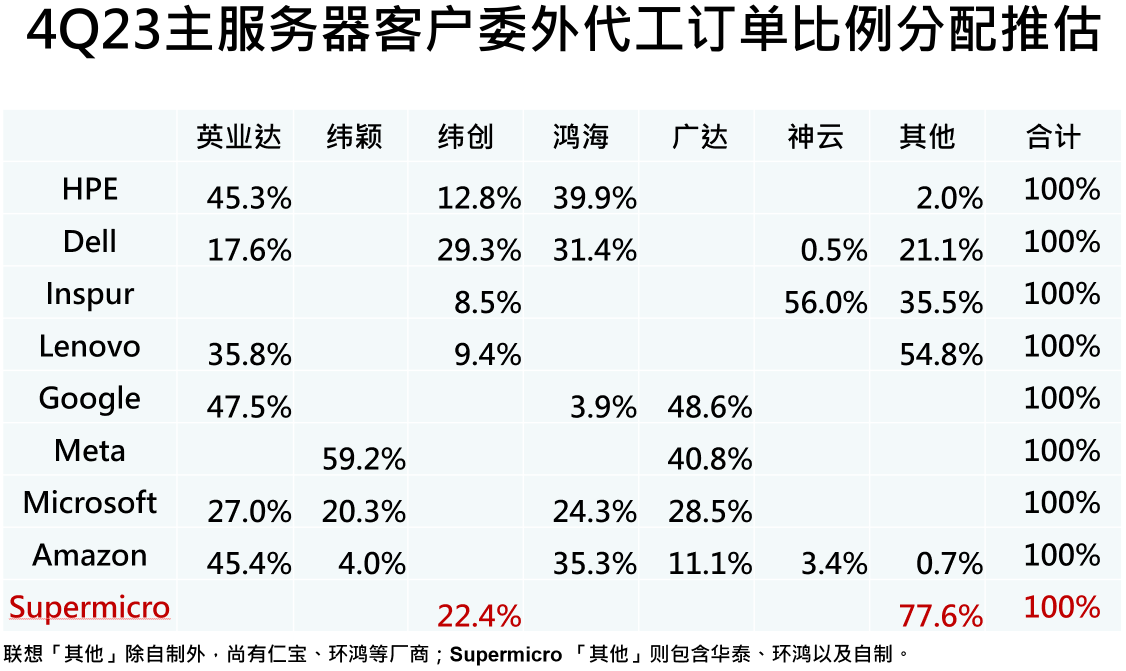 4Q23主服务器客户委外代工订单比例分配推估
英业达 纬颖 纬创 鸿海 广达 神云 其他 合计
HPE 45.3% 12.8% 39.9% 2.0% 100%
Dell 17.6% 29.3% 31.4% 0.5% 21.1% 100%
Inspur 8.5% 56.0% 35.5% 100%
Lenovo 35.8% 9.4% 54.8% 100%
Google 47.5% 3.9% 48.6% 100%
Meta 59.2% 40.8% 100%
Microsoft 27.0% 20.3% 24.3% 28.5% 100%
Amazon 45.4% 4.0% 35.3% 11.1% 3.4% 0.7% 100%
Supermicro 22.4% 77.6% 100%
联想「其他」除自制外，尚有仁宝、环鸿等厂商；Supermicro 「其他」则包含华泰、环鸿以及自制。